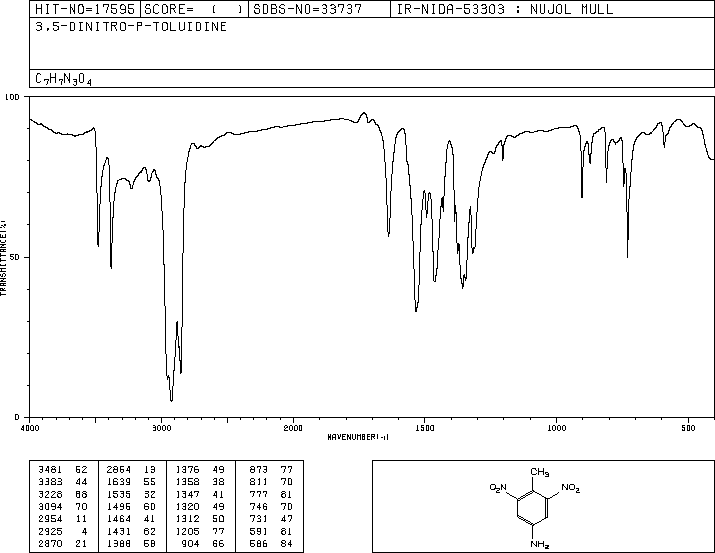 HIT-NO=17595 SCORE= ( ) SDBS-NO=33737 IR-NIDA-53303 : NUJOL MULL
3,5-DINITRO-P-TOLUIDINE
C7H7N3O4
100
TRANSMITTANCE(%)
50
0
4000 3000 2000 1500 1000 500
WAVENUMBER(-1)
3481 52 2854 13 1376 49 873 77
3383 44 1639 55 1358 38 811 70
3228 68 1535 32 1347 41 777 81
3094 70 1495 60 1320 49 746 70
2954 11 1464 41 1312 50 731 47
2925 4 1431 62 1205 77 591 81
2870 21 1388 58 904 66 586 84
CH3
O2N NO2
NH2